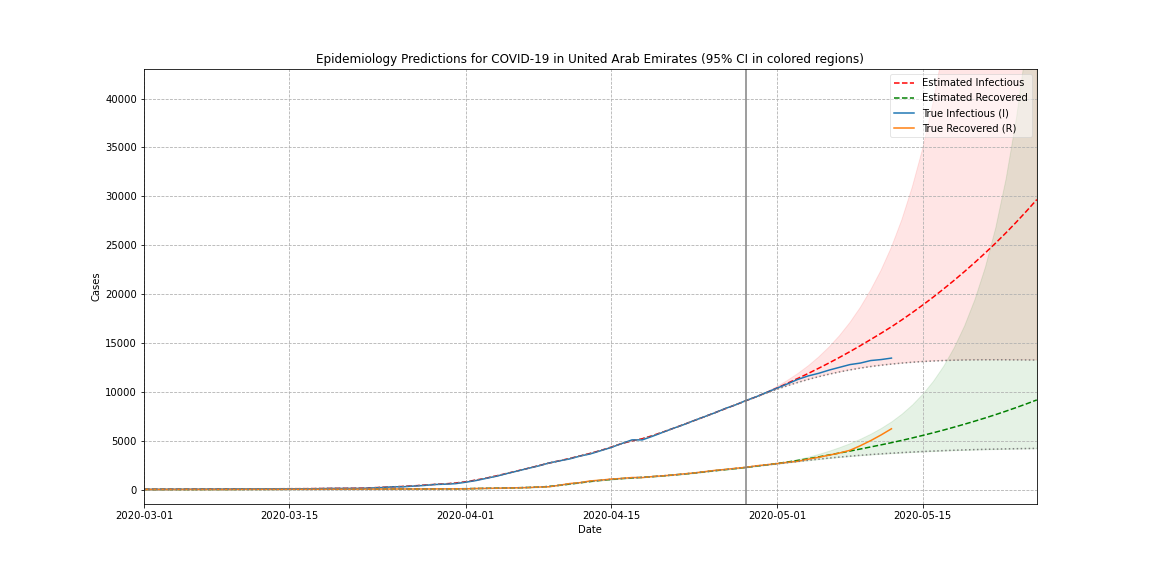 Epidemiology Predictions for COVID-19 in United Arab Emirates (95% CI in colored regions)
Estimated Infectious
Estimated Recovered
True Infectious (I)
True Recovered (R)
40000
35000
30000
25000
20000
15000
10000
5000
0
Cases
2020-03-01
2020-03-15
2020-04-01
2020-04-15
2020-05-01
2020-05-15
Date